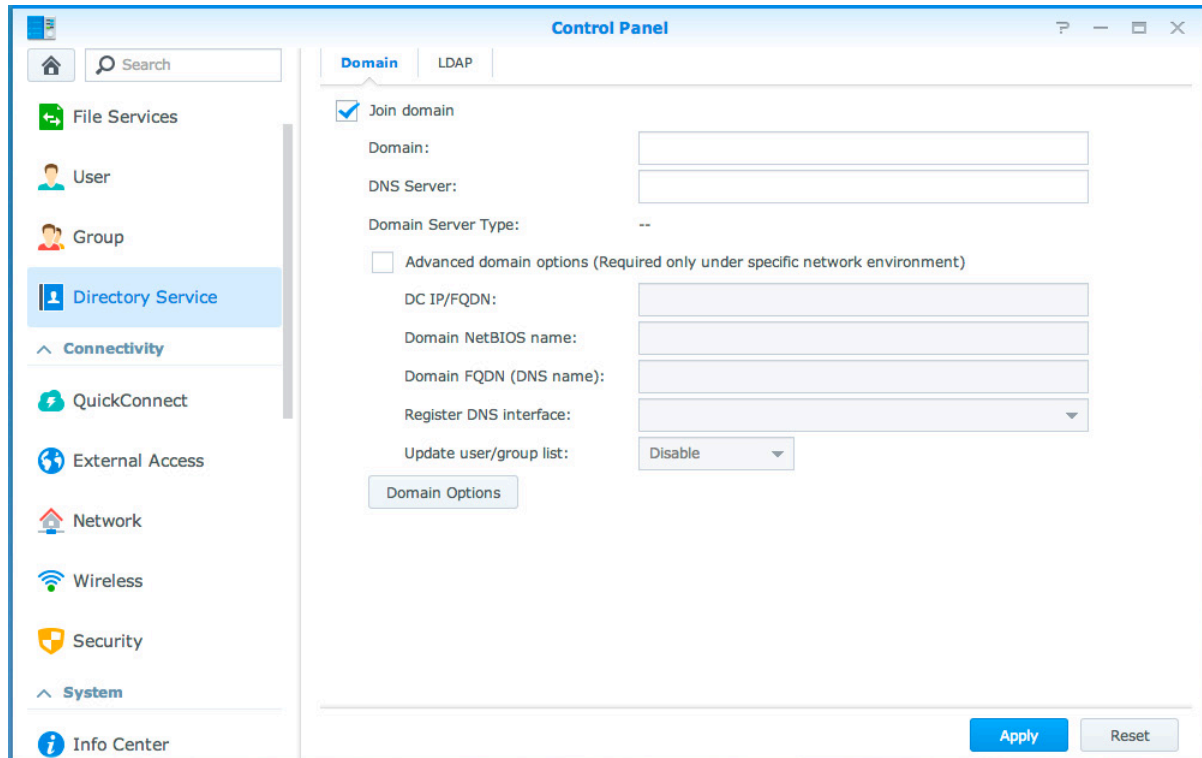 Control Panel
Search
File Services
User
Group
Directory Service
Connectivity
QuickConnect
External Access
Network
Wireless
Security
System
Info Center
Domain LDAP
Join domain
Domain:
DNS Server:
Domain Server Type: --
Advanced domain options (Required only under specific network environment)
DC IP/FQDN:
Domain NetBIOS name:
Domain FQDN (DNS name):
Register DNS interface:
Update user/group list: Disable
Domain Options
Apply Reset